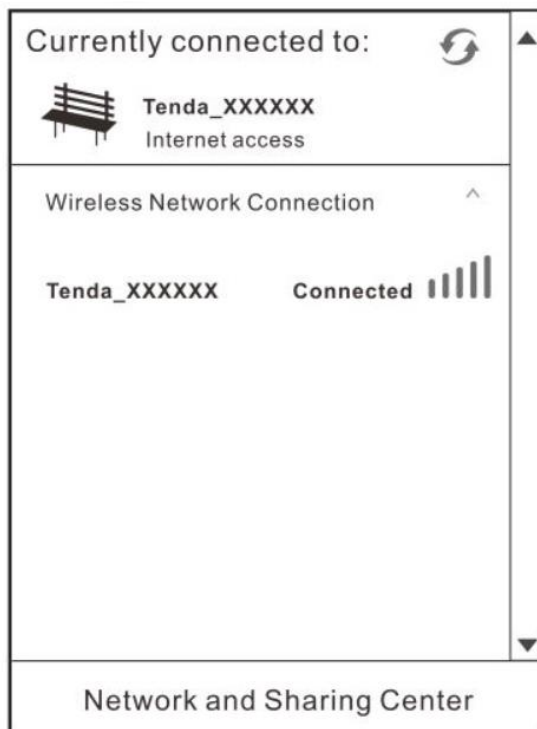 Currently connected to:
Tenda_XXXXXX
Internet access
Wireless Network Connection
Tenda_XXXXXX Connected
Network and Sharing Center